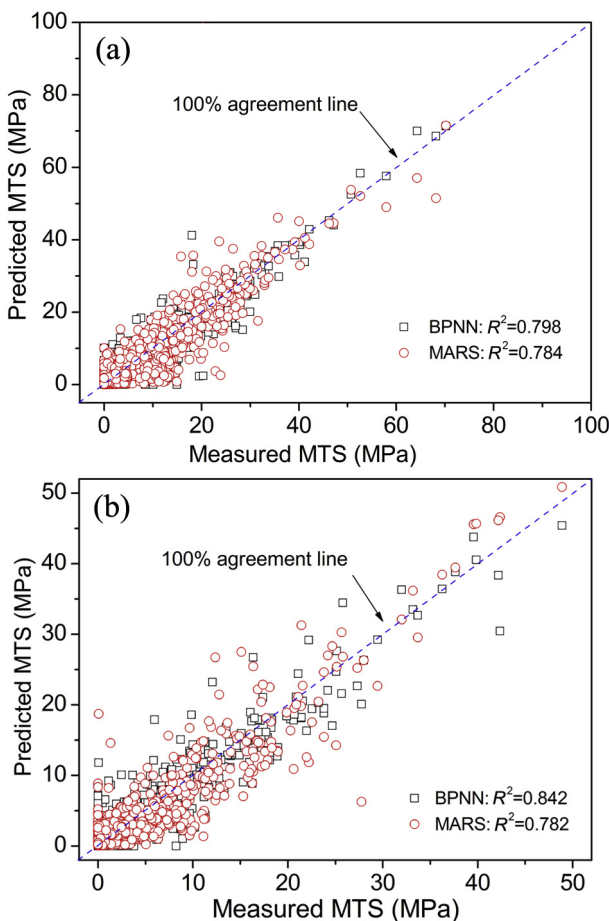 (a)
100% agreement line
BPNN: R²=0.798
MARS: R²=0.784
Predicted MTS (MPa)
100
80
60
40
20
0
0 20 40 60 80 100
Measured MTS (MPa)
(b)
100% agreement line
BPNN: R²=0.842
MARS: R²=0.782
Predicted MTS (MPa)
50
40
30
20
10
0
0 10 20 30 40 50
Measured MTS (MPa)